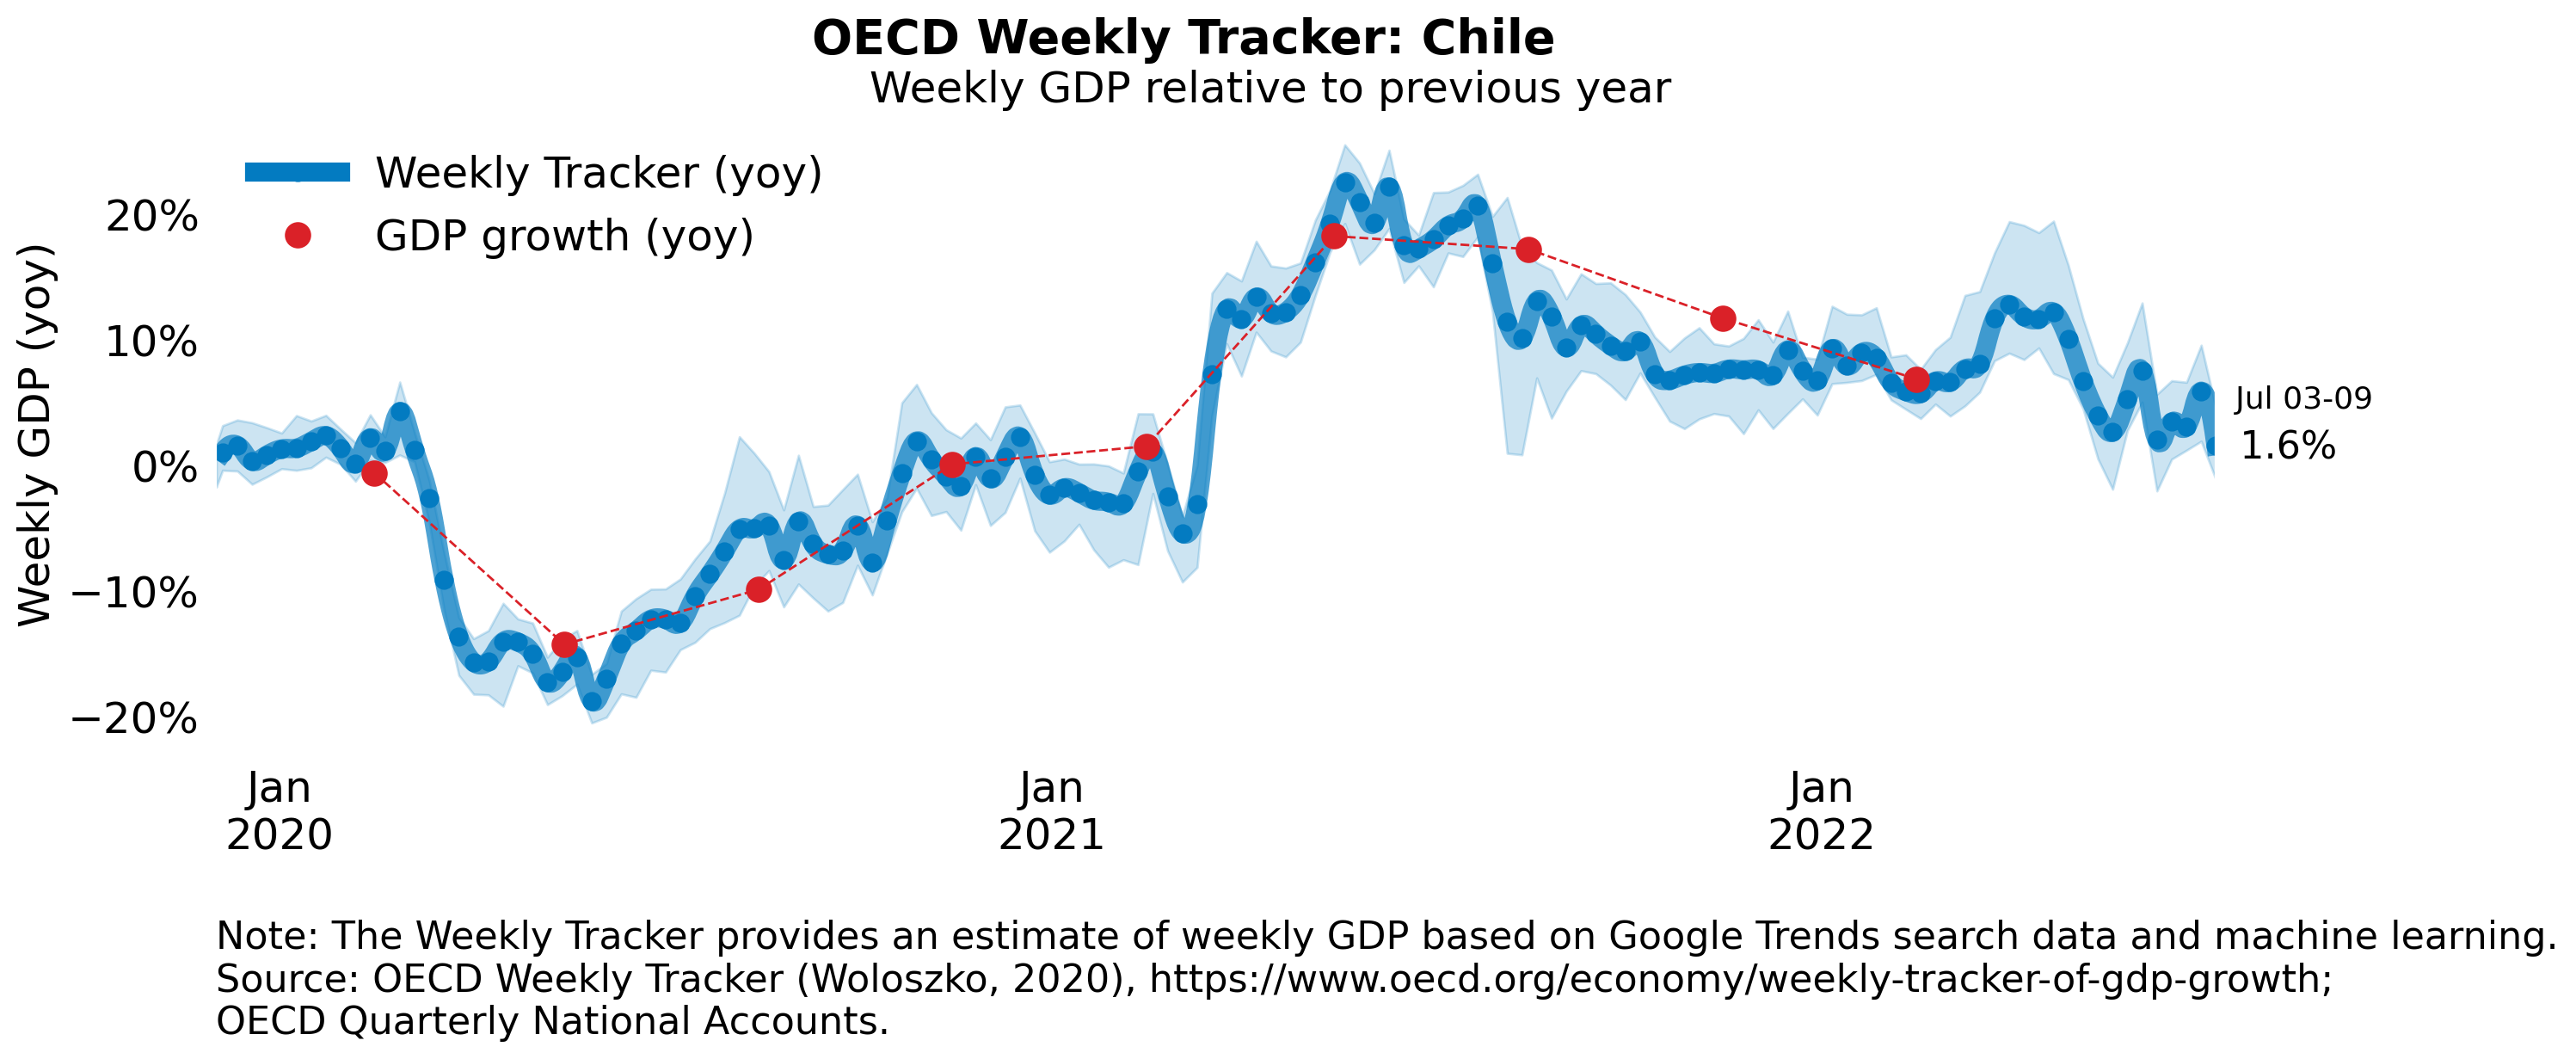 OECD Weekly Tracker: Chile
Weekly GDP relative to previous year
Weekly Tracker (yoy)
GDP growth (yoy)
Weekly GDP (yoy)
20%
10%
0%
−10%
−20%
Jul 03-09
1.6%
Jan
2020
Jan
2021
Jan
2022
Note: The Weekly Tracker provides an estimate of weekly GDP based on Google Trends search data and machine learning.
Source: OECD Weekly Tracker (Woloszko, 2020), https://www.oecd.org/economy/weekly-tracker-of-gdp-growth;
OECD Quarterly National Accounts.